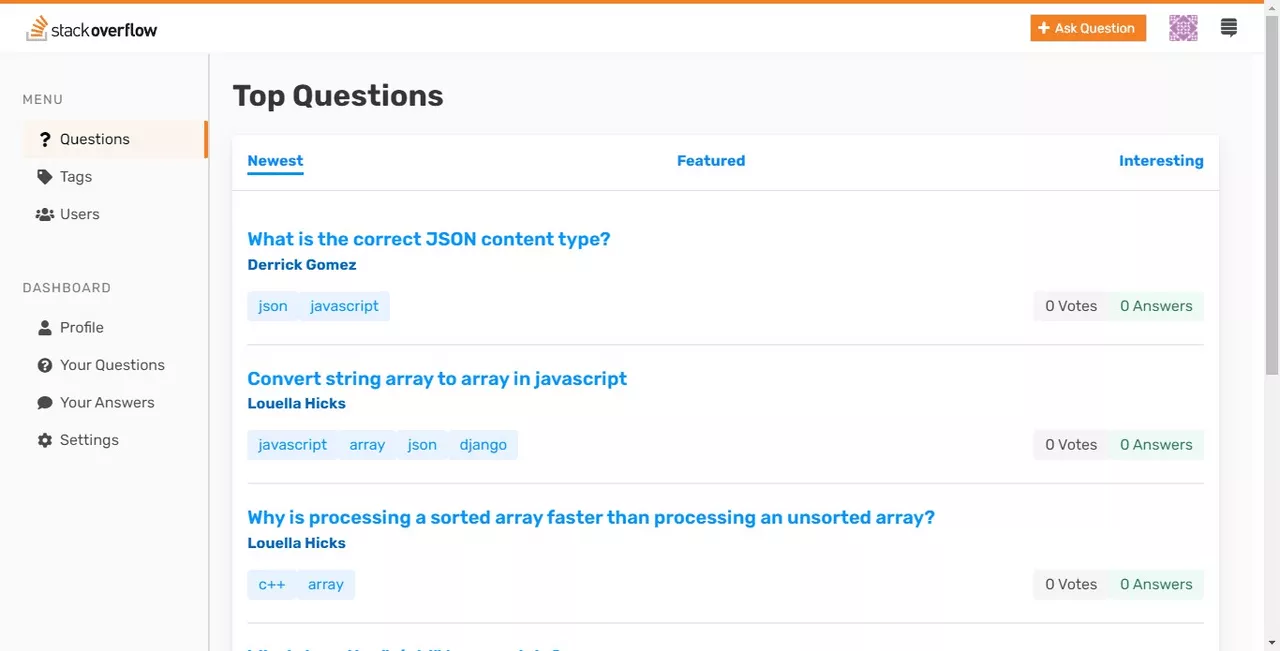 stackoverflow
Ask Question
MENU
Questions
Tags
Users
DASHBOARD
Profile
Your Questions
Your Answers
Settings
Top Questions
Newest Featured Interesting
What is the correct JSON content type?
Derrick Gomez
json javascript 0 Votes 0 Answers
Convert string array to array in javascript
Louella Hicks
javascript array json django 0 Votes 0 Answers
Why is processing a sorted array faster than processing an unsorted array?
Louella Hicks
c++ array 0 Votes 0 Answers